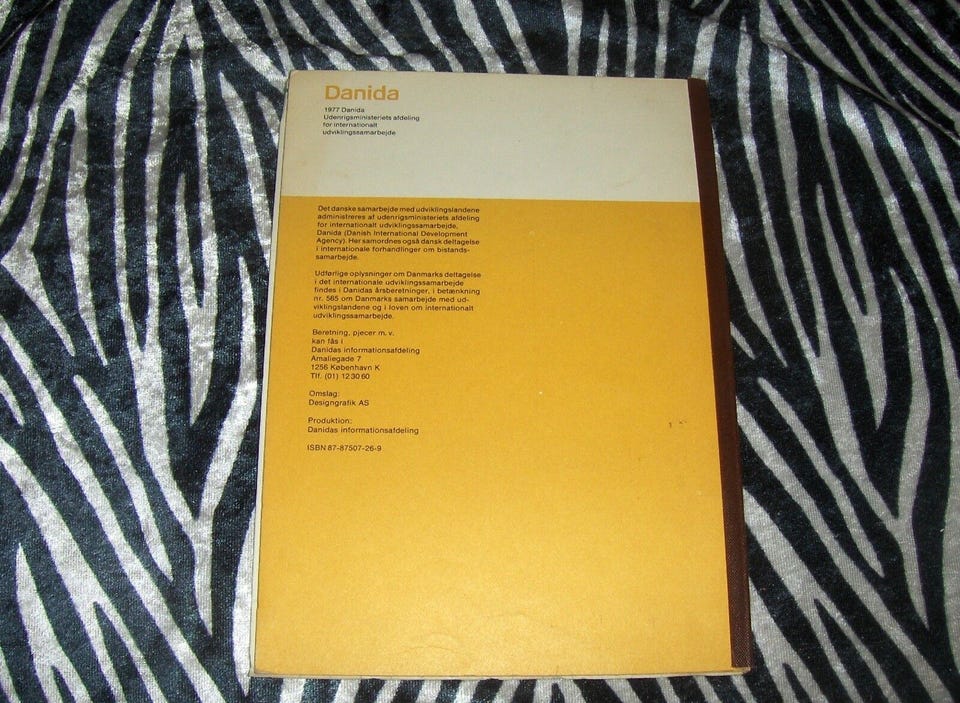 Danida
1977 Danida
Udenrigsministeriets afdeling
for internationalt
udviklingssamarbejde
Det danske samarbejde med udviklingslandene
administreres af udenrigsministeriets afdeling
for internationalt udviklingssamarbejde,
Danida (Danish International Development
Agency). Her samordnes også dansk deltagelse
i internationale forhandlinger om bistands-
samarbejde.
Udførlige oplysninger om Danmarks deltagelse
i det internationale udviklingssamarbejde
findes i Danidas årsberetninger, i betænkning
nr. 565 om Danmarks samarbejde med ud-
viklingslandene og i loven om internationalt
udviklingssamarbejde.
Beretning, pjecer m. v.
kan fås i
Danidas informationsafdeling
Amaliegade 7
1256 København K
Tlf. (01) 12 30 60
Omslag:
Designgrafik AS
Produktion:
Danidas informationsafdeling
ISBN 87-87507-26-9